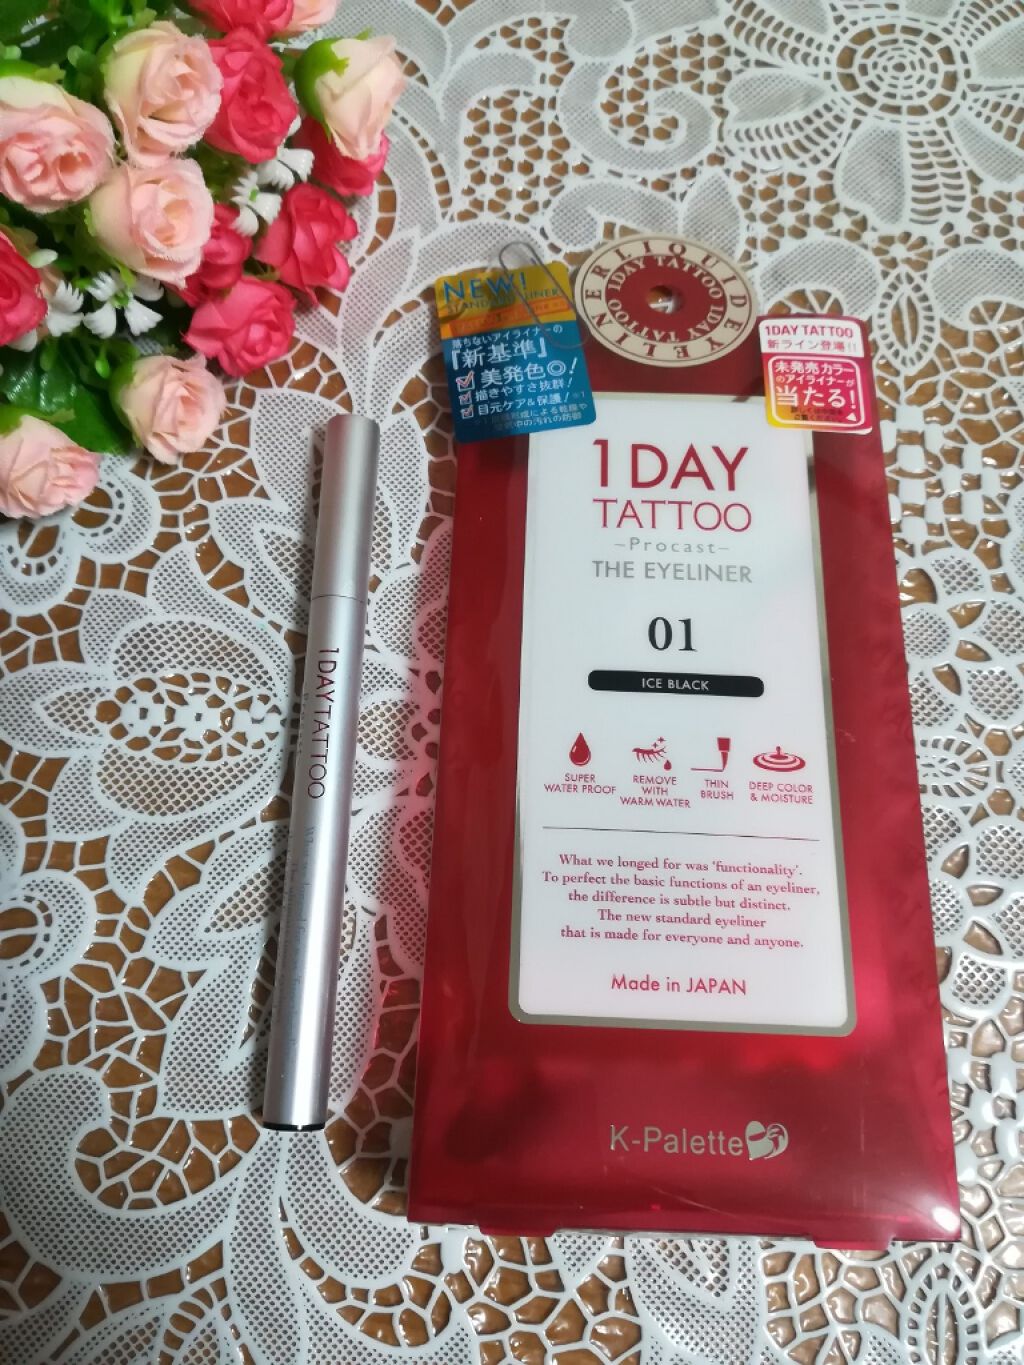 LIQUID EYELINER
1DAY TATTOO 1DAY TATTOO
NEW!
落ちないアイライナーの
『新基準』
美発色◎!
描きやすさ抜群!
目元ケア&保護!※1
1DAY TATTOO
新ライン登場!!
未発売カラー
のアイライナーが
当たる!
1DAY
TATTOO
-Procast-
THE EYELINER
01
ICE BLACK
SUPER
WATER PROOF
REMOVE
WITH
WARM WATER
THIN
BRUSH
DEEP COLOR
& MOISTURE
What we longed for was 'functionality'.
To perfect the basic functions of an eyeliner,
the difference is subtle but distinct.
The new standard eyeliner
that is made for everyone and anyone.
Made in JAPAN
K-Palette
1DAY TATTOO